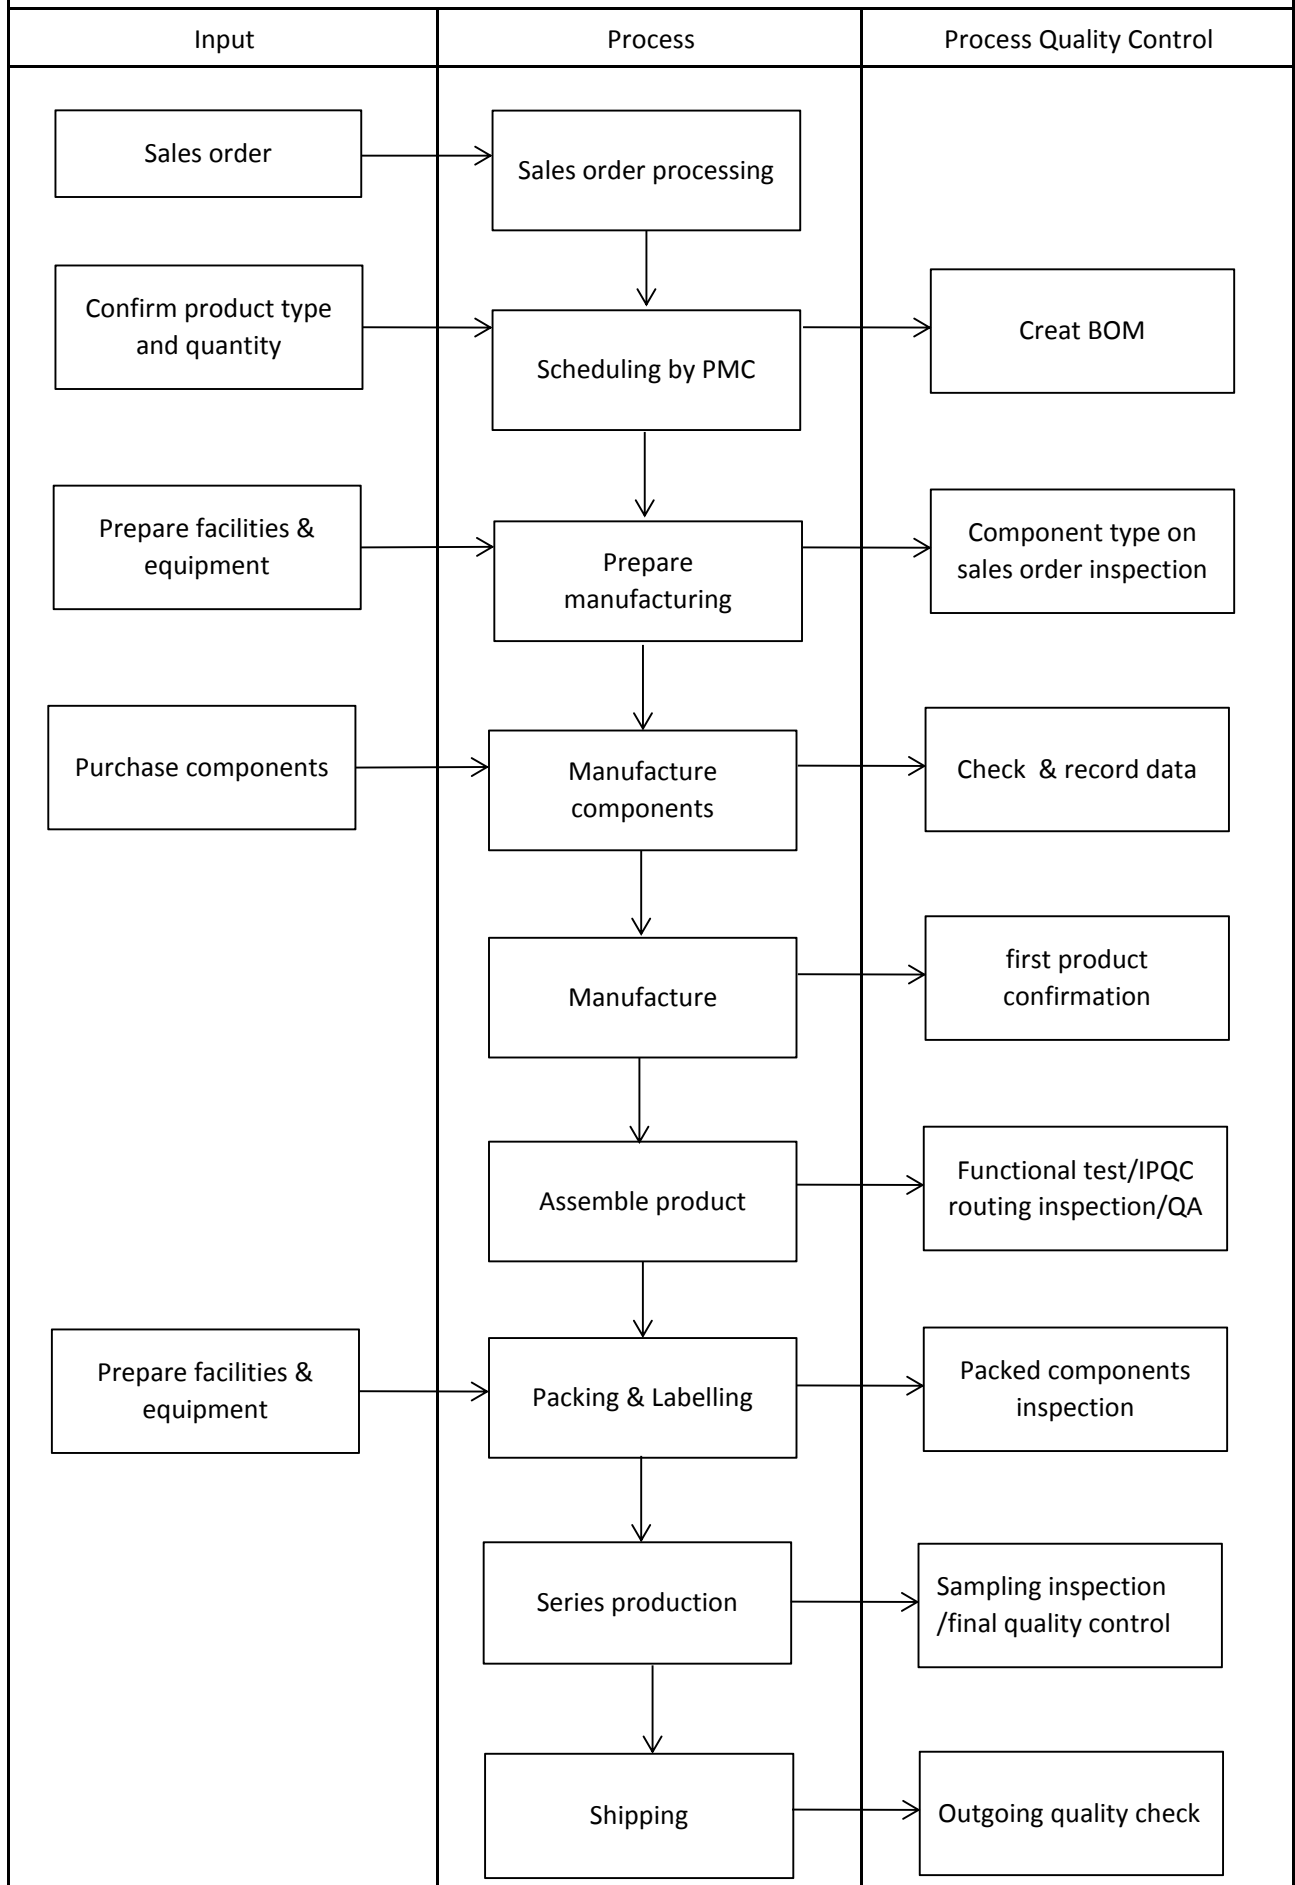 Input
Process
Process Quality Control
Sales order
Sales order processing
Confirm product type
and quantity
Scheduling by PMC
Creat BOM
Prepare facilities &
equipment
Prepare
manufacturing
Component type on
sales order inspection
Purchase components
Manufacture
components
Check  & record data
Manufacture
first product
confirmation
Assemble product
Functional test/IPQC
routing inspection/QA
Prepare facilities &
equipment
Packing & Labelling
Packed components
inspection
Series production
Sampling inspection
/final quality control
Shipping
Outgoing quality check